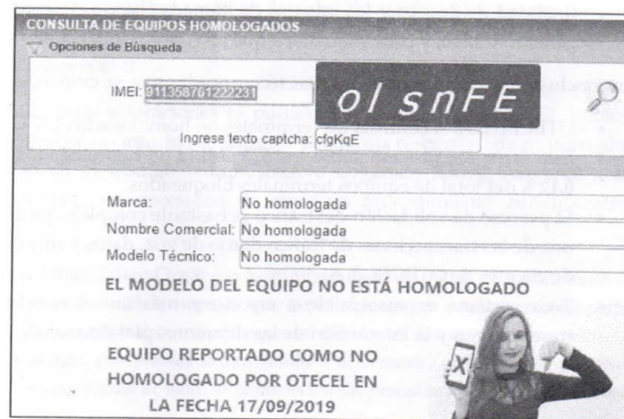 CONSULTA DE EQUIPOS HOMOLOGADOS
Opciones de Búsqueda
IMEI: 911358761222231
ol snFE
Ingrese texto captcha: cfgKqE
Marca: No homologada
Nombre Comercial: No homologada
Modelo Técnico: No homologada
EL MODELO DEL EQUIPO NO ESTÁ HOMOLOGADO
EQUIPO REPORTADO COMO NO
HOMOLOGADO POR OTECEL EN
LA FECHA 17/09/2019
X